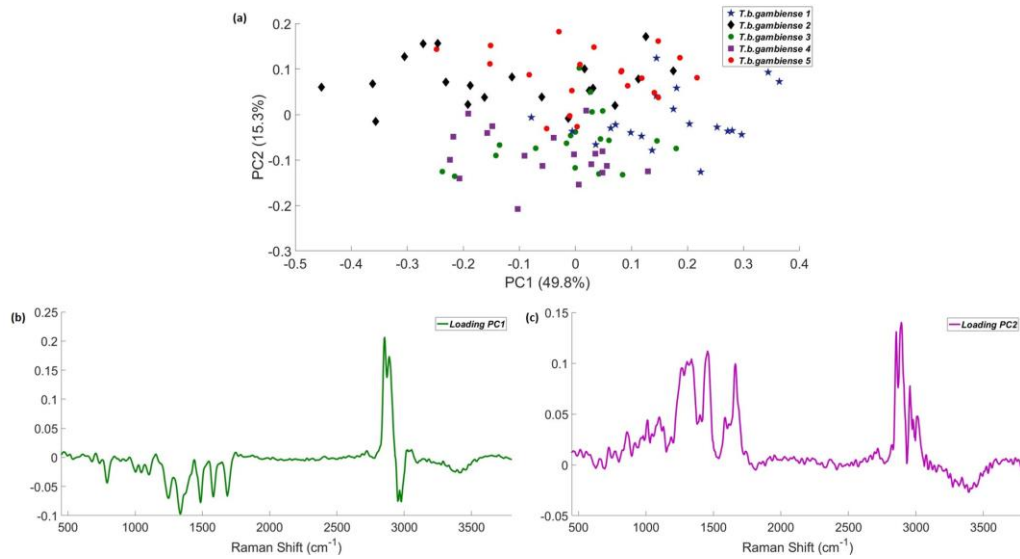 (a)
T.b.gambiense 1
T.b.gambiense 2
T.b.gambiense 3
T.b.gambiense 4
T.b.gambiense 5
0.2
0.1
0
-0.1
-0.2
-0.3
PC2 (15.3%)
-0.5 -0.4 -0.3 -0.2 -0.1 0 0.1 0.2 0.3 0.4
PC1 (49.8%)
(b)
Loading PC1
0.25
0.2
0.15
0.1
0.05
0
-0.05
-0.1
500 1000 1500 2000 2500 3000 3500
Raman Shift (cm-1)
(c)
Loading PC2
0.15
0.1
0.05
0
-0.05
500 1000 1500 2000 2500 3000 3500
Raman Shift (cm-1)